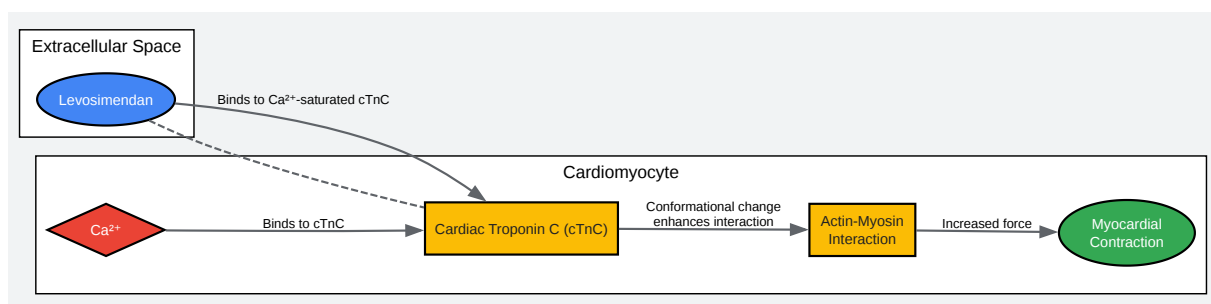 Extracellular Space
Levosimendan
Binds to Ca²⁺-saturated cTnC
Cardiomyocyte
Ca²⁺
Binds to cTnC
Cardiac Troponin C (cTnC)
Conformational change
enhances interaction
Actin-Myosin
Interaction
Increased force
Myocardial
Contraction